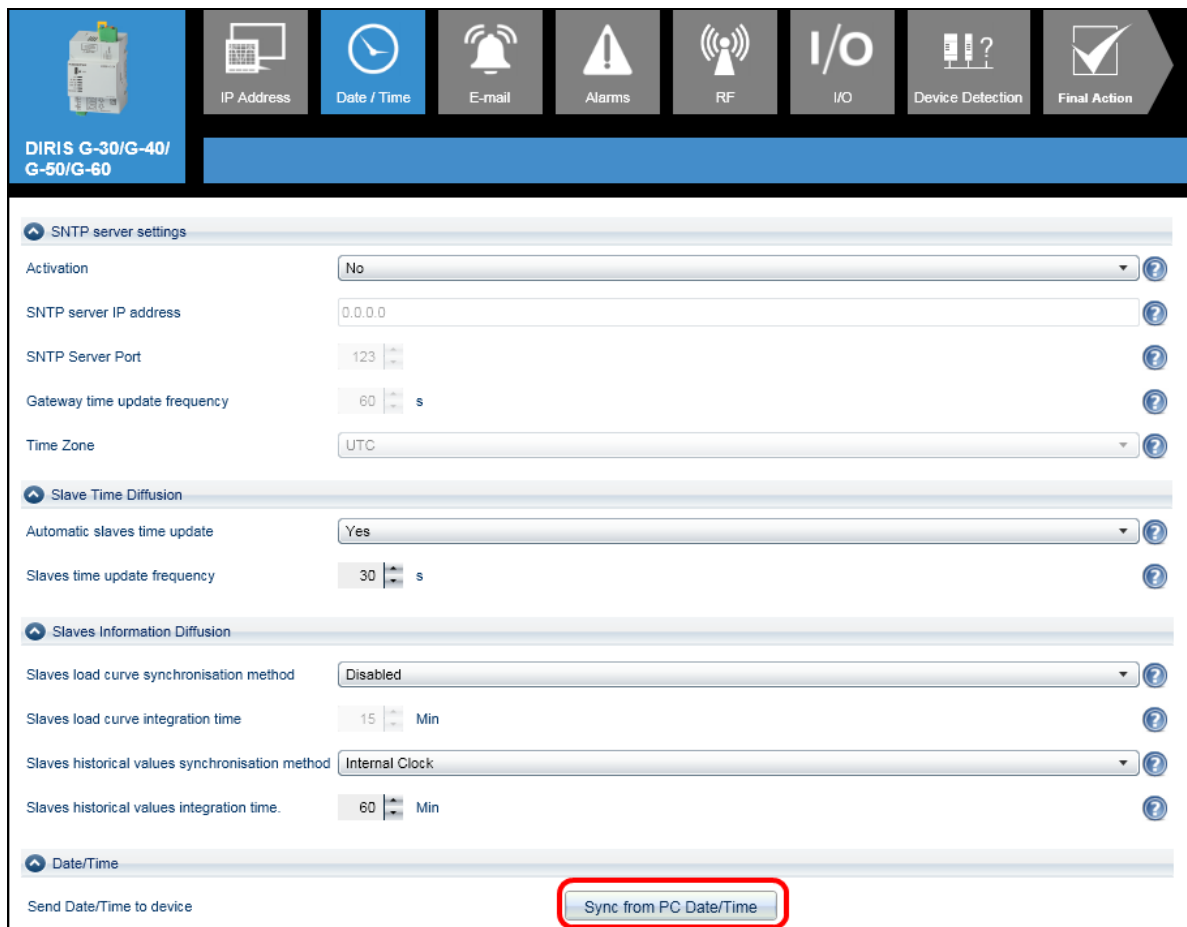 IP Address
Date / Time
E-mail
Alarms
RF
I/O
I/O
?
Device Detection
Final Action
DIRIS G-30/G-40/
G-50/G-60
SNTP server settings
Activation No ?
SNTP server IP address 0.0.0.0 ?
SNTP Server Port 123 ?
Gateway time update frequency 60 s ?
Time Zone UTC ?
Slave Time Diffusion
Automatic slaves time update Yes ?
Slaves time update frequency 30 s ?
Slaves Information Diffusion
Slaves load curve synchronisation method Disabled ?
Slaves load curve integration time 15 Min ?
Slaves historical values synchronisation method Internal Clock ?
Slaves historical values integration time. 60 Min ?
Date/Time
Send Date/Time to device Sync from PC Date/Time